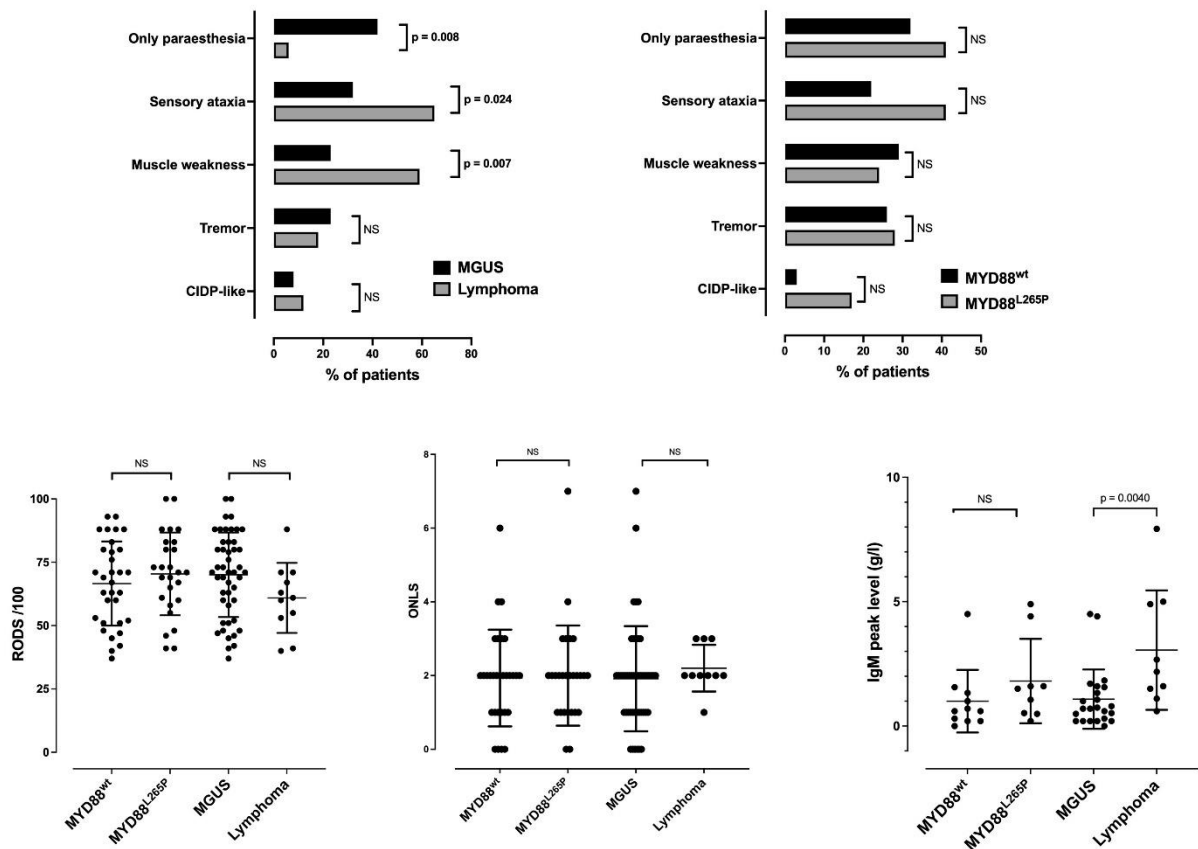 Only paraesthesia
p = 0.008
Sensory ataxia
p = 0.024
Muscle weakness
p = 0.007
Tremor
NS
MGUS
Lymphoma
CIDP-like
NS
0 20 40 60 80
% of patients
Only paraesthesia
NS
Sensory ataxia
NS
Muscle weakness
NS
Tremor
NS
MYD88wt
MYD88L265P
CIDP-like
NS
0 10 20 30 40 50
% of patients
NS NS
100
75
50
25
0
RODS /100
MYD88wt
MYD88L265P
MGUS
Lymphoma
8
NS NS
6
4
2
0
ONLS
MYD88wt
MYD88L265P
MGUS
Lymphoma
10
NS p = 0.0040
5
0
IgM peak level (g/l)
MYD88wt
MYD88L265P
MGUS
Lymphoma